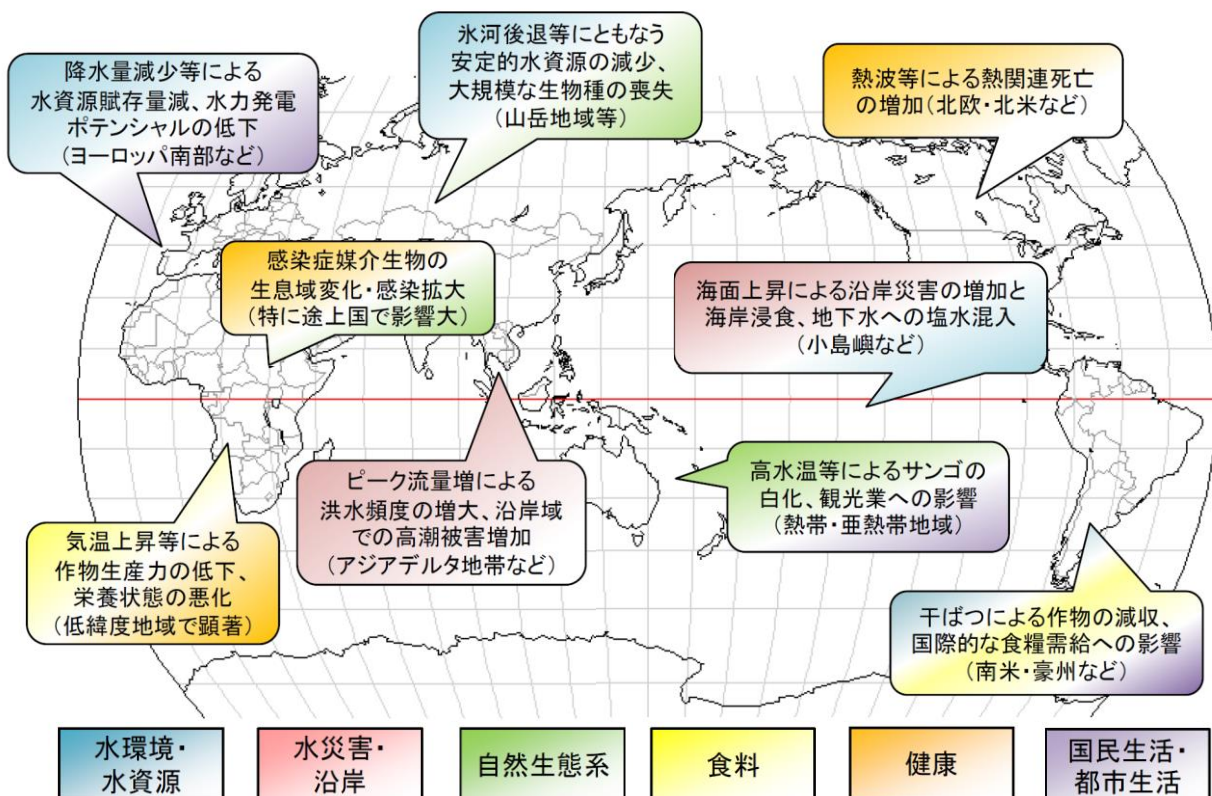 降水量減少等による
水資源賦存量減、水力発電
ポテンシャルの低下
(ヨーロッパ南部など)
氷河後退等にともなう
安定的水資源の減少、
大規模な生物種の喪失
(山岳地域等)
熱波等による熱関連死亡
の増加(北欧・北米など)
感染症媒介生物の
生息域変化・感染拡大
(特に途上国で影響大)
海面上昇による沿岸災害の増加と
海岸浸食、地下水への塩水混入
(小島嶼など)
ピーク流量増による
洪水頻度の増大、沿岸域
での高潮被害増加
(アジアデルタ地帯など)
高水温等によるサンゴの
白化、観光業への影響
(熱帯・亜熱帯地域)
気温上昇等による
作物生産力の低下、
栄養状態の悪化
(低緯度地域で顕著)
干ばつによる作物の減収、
国際的な食糧需給への影響
(南米・豪州など)
水環境・
水資源
水災害・
沿岸
自然生態系
食料
健康
国民生活・
都市生活